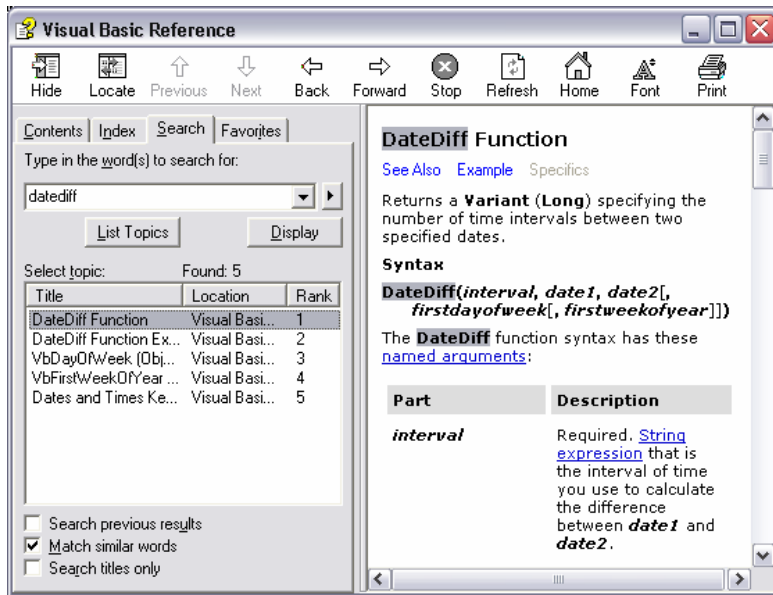 Visual Basic Reference
Hide Locate Previous Next Back Forward Stop Refresh Home Font Print
Contents Index Search Favorites
Type in the word(s) to search for:
datediff
List Topics Display
Select topic: Found: 5
Title Location Rank
DateDiff Function Visual Basi... 1
DateDiff Function Ex... Visual Basi... 2
VbDayOfWeek (Obj... Visual Basi... 3
VbFirstWeekOfYear ... Visual Basi... 4
Dates and Times Ke... Visual Basi... 5
Search previous results
Match similar words
Search titles only
DateDiff Function
See Also Example Specifics
Returns a Variant (Long) specifying the
number of time intervals between two
specified dates.
Syntax
DateDiff(interval, date1, date2[,
firstdayofweek[, firstweekofyear]])
The DateDiff function syntax has these
named arguments:
Part Description
interval Required. String
expression that is
the interval of time
you use to calculate
the difference
between date1 and
date2.